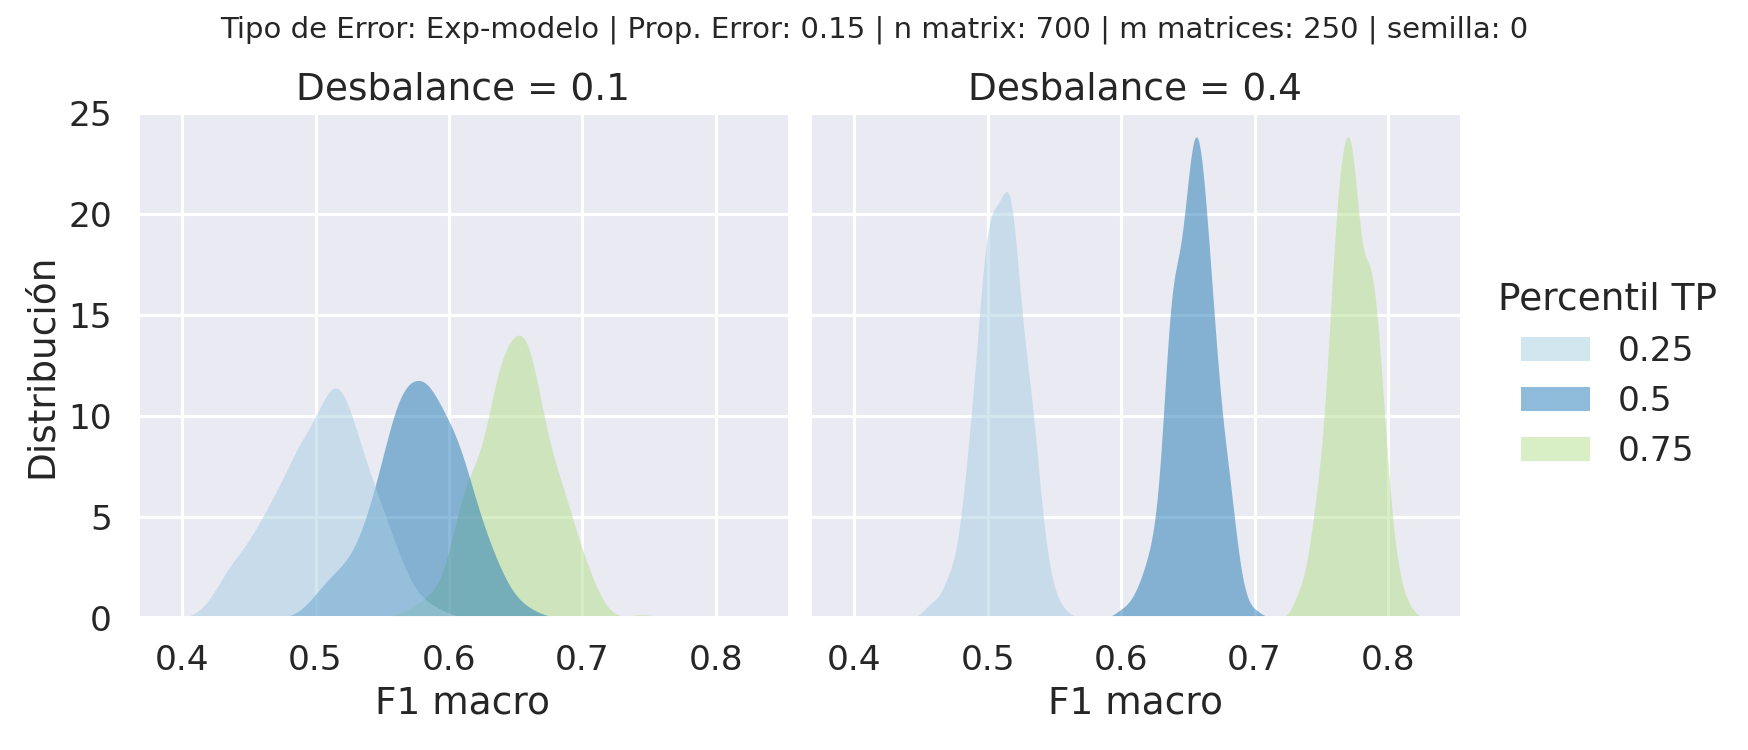 Tipo de Error: Exp-modelo | Prop. Error: 0.15 | n matrix: 700 | m matrices: 250 | semilla: 0
Desbalance = 0.1
Desbalance = 0.4
25
20
15
10
5
0
Distribución
0.4 0.5 0.6 0.7 0.8
0.4 0.5 0.6 0.7 0.8
F1 macro
F1 macro
Percentil TP
0.25
0.5
0.75